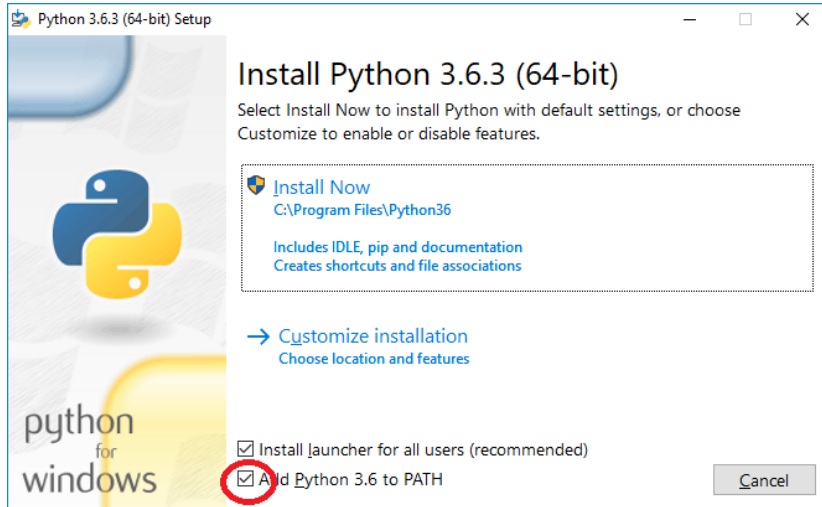 Python 3.6.3 (64-bit) Setup
Install Python 3.6.3 (64-bit)
Select Install Now to install Python with default settings, or choose
Customize to enable or disable features.
Install Now
C:\Program Files\Python36
Includes IDLE, pip and documentation
Creates shortcuts and file associations
Customize installation
Choose location and features
python
for
windows
Install launcher for all users (recommended)
Add Python 3.6 to PATH
Cancel